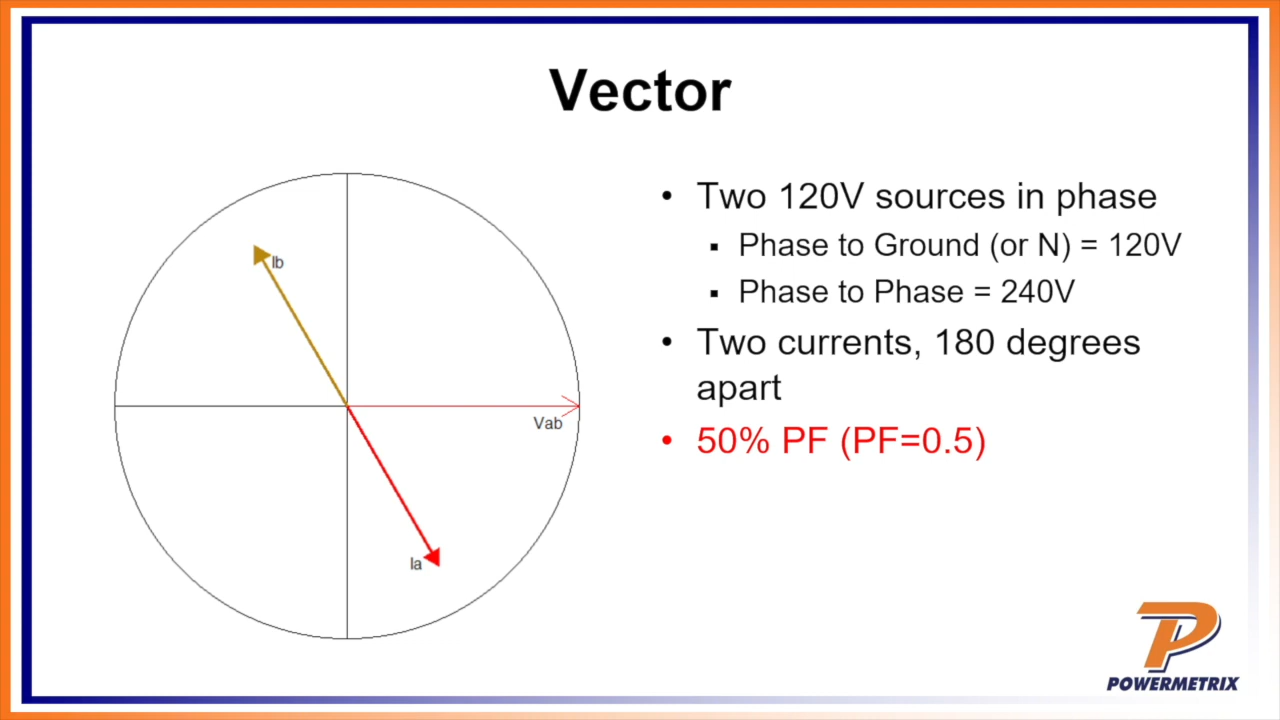 Vector
Ib
Vab
Ia
• Two 120V sources in phase
▪ Phase to Ground (or N) = 120V
▪ Phase to Phase = 240V
• Two currents, 180 degrees
apart
• 50% PF (PF=0.5)
POWERMETRIX